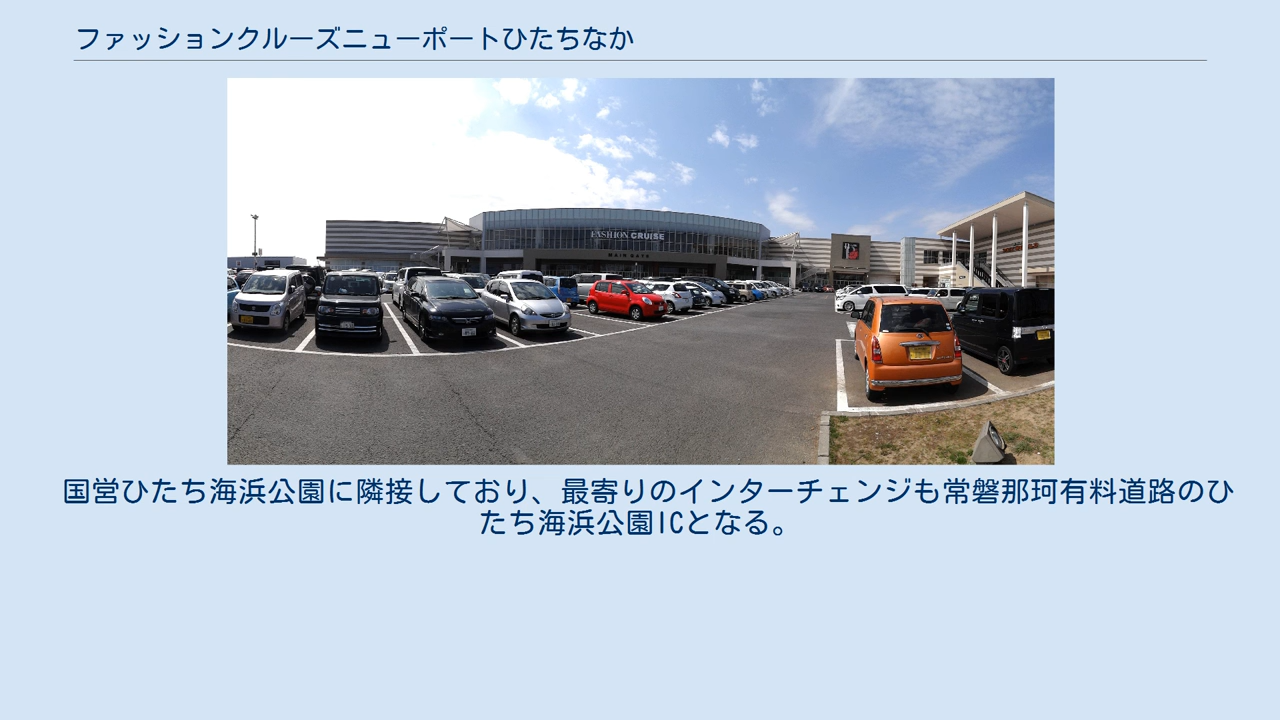 ファッションクルーズニューポートひたちなか
FASHION CRUISE
MAIN GATE
国営ひたち海浜公園に隣接しており、最寄りのインターチェンジも常磐那珂有料道路のひ
たち海浜公園ICとなる。